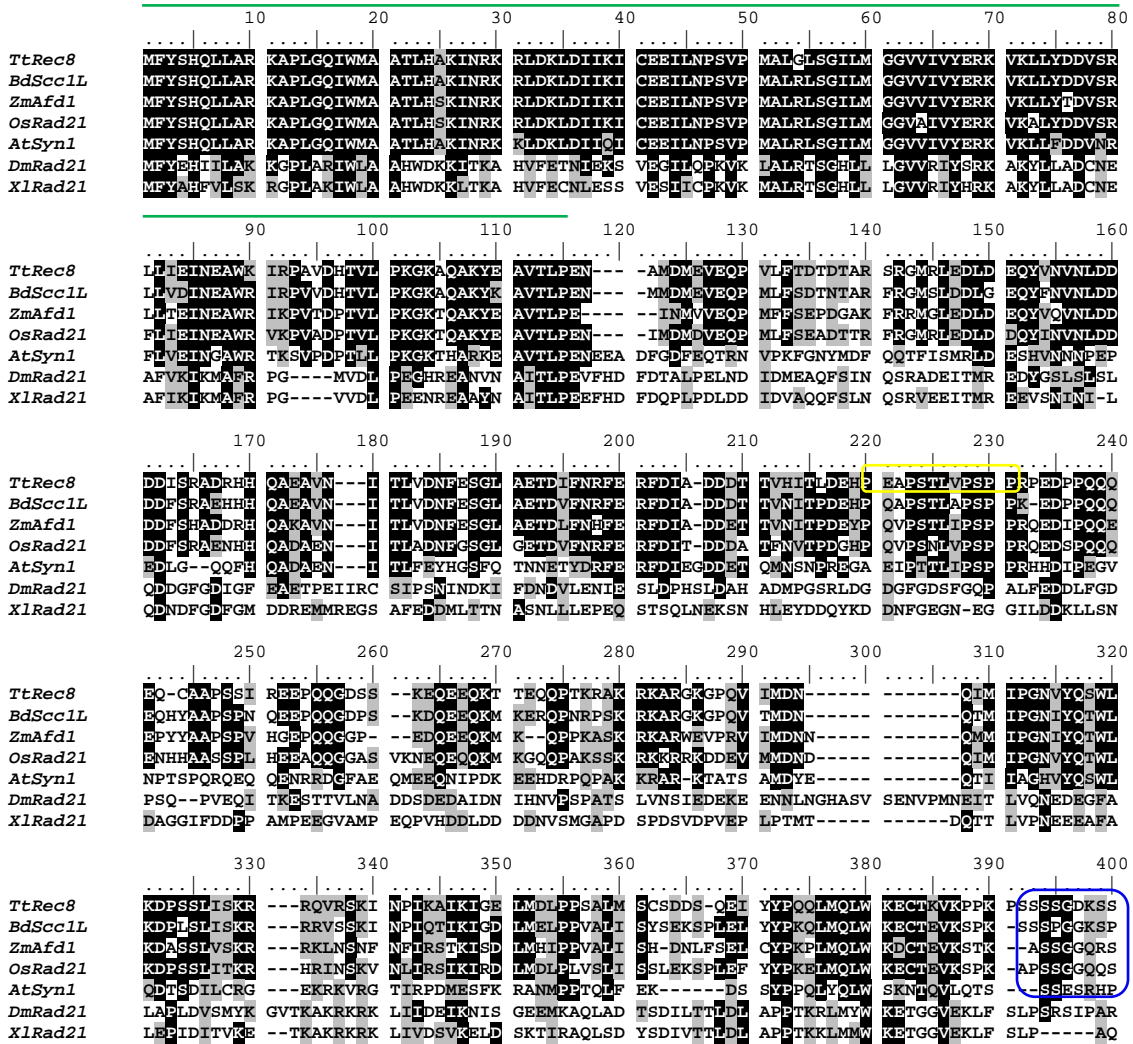 10 20 30 40 50 60 70 80
TtRec8 MFYSHQLLAR KAPLGQIWMA ATLHAKINRK RLDKLDIIKI CEEILNPSVP MALGLSGILM GGVVIVYERK VKLLYDDVSR
BdScc1L MFYSHQLLAR KAPLGQIWMA ATLHAKINRK RLDKLDIIKI CEEILNPSVP MALRLSGILM GGVVIVYERK VKLLYDDVSR
ZmAfd1 MFYSHQLLAR KAPLGQIWMA ATLHSKINRK RLDKLDIIKI CEEILNPSVP MALRLSGILM GGVVIVYERK VKLLYTDVSR
OsRad21 MFYSHQLLAR KAPLGQIWMA ATLHSKINRK RLDKLDIIKI CEEILNPSVP MALRLSGILM GGVAIVYERK VKALYDDVSR
AtSyn1 MFYSHQLLAR KAPLGQIWMA ATLHAKINRK KLDKLDIIQI CEEILNPSVP MALRLSGILM GGVVIVYERK VKLLFDDVNR
DmRad21 MFYEHIILAK KGPLARIWLA AHWDKKITKA HVFETNIEKS VEGILQPKVK LALRTSGHLL LGVVRIYSRK AKYLLADCNE
XlRad21 MFYAHFVLSK RGPLAKIWLA AHWDKKLTKA HVFECNLESS VESIICPKVK MALRTSGHLL LGVVRIYHRK AKYLLADCNE
90 100 110 120 130 140 150 160
TtRec8 LLIEINEAWK IRPAVDHTVL PKGKAQAKYE AVTLPEN--- -AMDMEVEQP VLFTDTDTAR SRGMRLEDLD EQYVNVNLDD
BdScc1L LLVDINEAWR IRPVVDHTVL PKGKAQAKYK AVTLPEN--- -MMDMEVEQP MLFSDTNTAR FRGMSLDDLG EQYFNVNLDD
ZmAfd1 LLTEINEAWR IKPVTDPTVL PKGKTQAKYE AVTLPE---- --INMVVEQP MFFSEPDGAK FRRMGLEDLD EQYVQVNLDD
OsRad21 FLIEINEAWR VKPVADPTVL PKGKTQAKYE AVTLPEN--- -IMDMDVEQP MLFSEADTTR FRGMRLEDLD DQYINVNLDD
AtSyn1 FLVEINGAWR TKSVPDPTLL PKGKTHARKE AVTLPENEEA DFGDFEQTRN VPKFGNYMDF QQTFISMRLD ESHVNNNPEP
DmRad21 AFVKIKMAFR PG----MVDL PEGHREANVN AITLPEVFHD FDTALPELND IDMEAQFSIN QSRADEITMR EDYGSLSLSL
XlRad21 AFIKIKMAFR PG----VVDL PEENREAAYN AITLPEEFHD FDQPLPDLDD IDVAQQFSLN QSRVEEITMR EEVSNINI-L
170 180 190 200 210 220 230 240
TtRec8 DDISRADRHH QAEAVN---I TLVDNFESGL AETDIFNRFE RFDIA-DDDT TVHITLDEHP EAPSTLVPSP PRPEDPPQQQ
BdScc1L DDFSRAEHHH QAEAVN---I TLVDNFESGL AETDVFNRFE RFDIA-DDDT TVNITPDEHP QAPSTLAPSP PK-EDPPQQQ
ZmAfd1 DDFSHADDRH QAKAVN---I TLVDNFESGL AETDLFNHFE RFDIA-DDET TVNITPDEYP QVPSTLIPSP PRQEDIPQQE
OsRad21 DDFSRAENHH QADAEN---I TLADNFGSGL GETDVFNRFE RFDIT-DDDA TFNVTPDGHP QVPSNLVPSP PRQEDSPQQQ
AtSyn1 EDLG--QQFH QADAEN---I TLFEYHGSFQ TNNETYDRFE RFDIEGDDET QMNSNPREGA EIPTTLIPSP PRHHDIPEGV
DmRad21 QDDGFGDIGF EAETPEIIRC SIPSNINDKI FDNDVLENIE SLDPHSLDAH ADMPGSRLDG DGFGDSFGQP ALFEDDLFGD
XlRad21 QDNDFGDFGM DDREMMREGS AFEDDMLTTN ASNLLLEPEQ STSQLNEKSN HLEYDDQYKD DNFGEGN-EG GILDDKLLSN
250 260 270 280 290 300 310 320
TtRec8 EQ-CAAPSSI REEPQQGDSS -KEQEEQKT TEQQPTKRAK RKARGKGPQV IMDN------ -------QIM IPGNVYQSWL
BdScc1L EQHYAAPSPN QEEPQQGDPS -KDQEEQKM KERQPNRPSK RKARGKGPQV TMDN------ -------QTM IPGNIYQTWL
ZmAfd1 EPYYAAPSPV HGEPQQGGP- -EDQEEQKM K-QPPKASKR RKARWEVPRV IMDNN----- -------QMM IPGNIYQTWL
OsRad21 ENHHAASSPL HEEAQQGGAS VKNEQEQQKM KGQQPAKSSK RRKKRRKDDE VMMDND---- -------QIM IPGNVYQTWL
AtSyn1 NPTSPQRQEQ QENRRDGFAE QMEEQNIPDK EEHDRPQPAK KRAR-KTATS AMDYE----- -------QTI IAGHVYQSWL
DmRad21 PSQ--PVEQI TKESTTVLNA DDSDEDAIDN IHNVPSPATS LVNSIEDEKE ENNLNGHASV SENVPMNEIT LVQNEDEGFA
XlRad21 DAGGIFDDPP AMPEEGVAMP EQPVHDDLDD DDNVSMGAPD SPDSVDPVEP LPTMT----- -------DQTT LVPNEEEAFA
330 340 350 360 370 380 390 400
TtRec8 KDPSSLISKR ---RQVRSKI NPIKAIKIGE LMDLPPSALM SCSDDS-QEI YYPQQLMQLW KECTKVKPPK PSSSSGDKSS
BdScc1L KDPLSLISKR ---RRVSSKI NPIQTIKIGD LMELPPVALI SYSEKSPLEL YYPKQLMQLW KECTEVKSPK -SSSPGGKSP
ZmAfd1 KDASSLVSKR ---RKLNSNF NFIRSTKISD LMHIPPVALI SH-DNLFSEL CYPKPLMQLW KDCTEVKSTK --ASSGGQRS
OsRad21 KDPSSLITKR ---HRINSKV NLIRSIKIRD LMDLPLVSLI SSLEKSPLEF YYPKELMQLW KECTEVKSPK -APSSGGQQS
AtSyn1 QDTSDILCRG ---EKRKVRG TIRPDMESFK RANMPPTQLF EK------DS SYPPQLYQLW SKNTQVLQTS ---SSESRHP
DmRad21 LAPLDVSMYK GVTKAKRKRK LIIDEIKNIS GEEMKAQLAD TSDILTTLDL APPTKRLMYW KETGGVEKLF SLPSRSIPAR
XlRad21 LEPIDITVKE ---TKAKRKRK LIVDSVKELD SKTIRAQLSD YSDIVTTLDL APPTKKLMMW KETGGVEKLF SLP-----AQ